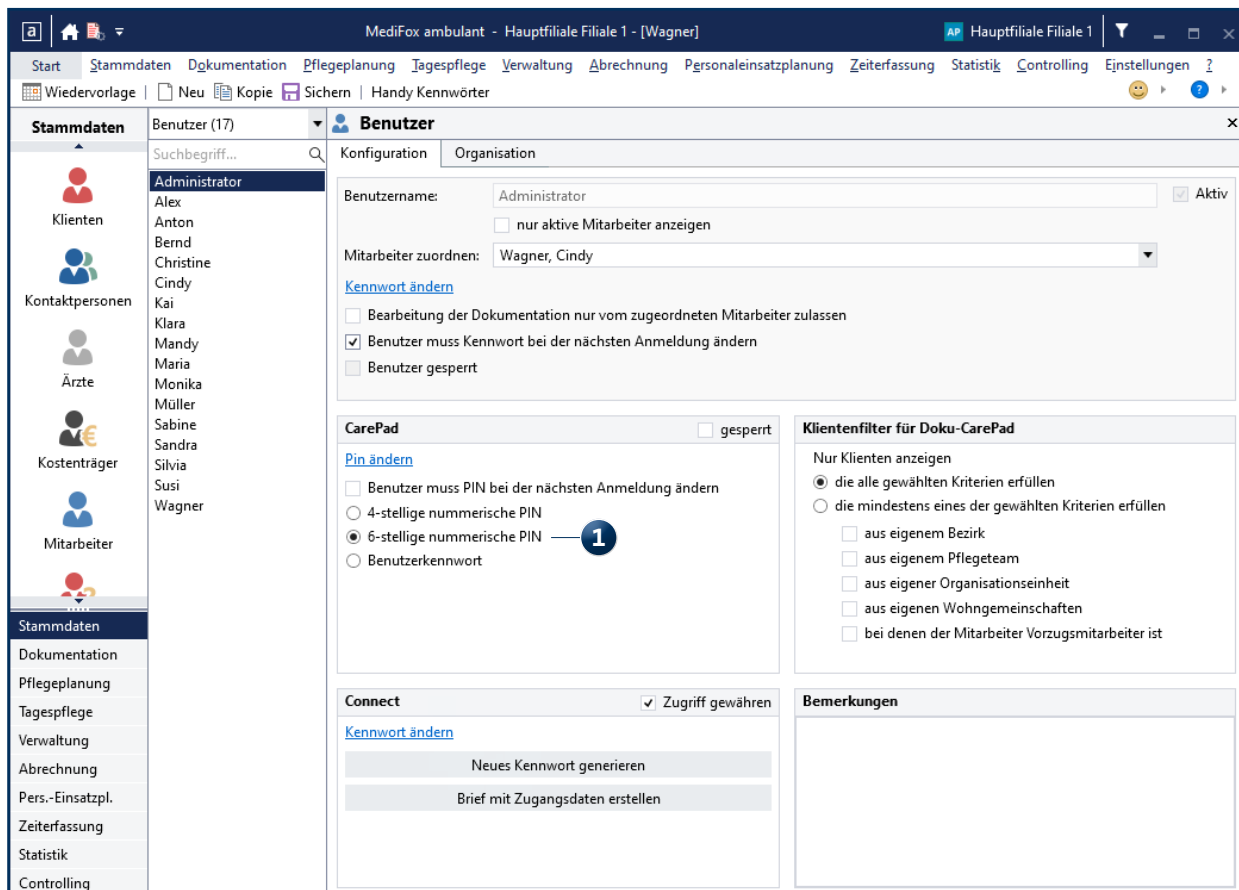 a
MediFox ambulant - Hauptfiliale Filiale 1 - [Wagner]
AP Hauptfiliale Filiale 1
Start Stammdaten Dokumentation Pflegeplanung Tagespflege Verwaltung Abrechnung Personaleinsatzplanung Zeiterfassung Statistik Controlling Einstellungen ?
Wiedervorlage | Neu Kopie Sichern | Handy Kennwörter
?
Stammdaten
Klienten
Kontaktpersonen
Ärzte
Kostenträger
Mitarbeiter
Stammdaten
Dokumentation
Pflegeplanung
Tagespflege
Verwaltung
Abrechnung
Pers.-Einsatzpl.
Zeiterfassung
Statistik
Controlling
Benutzer (17)
Suchbegriff...
Administrator
Alex
Anton
Bernd
Christine
Cindy
Kai
Klara
Mandy
Maria
Monika
Müller
Sabine
Sandra
Silvia
Susi
Wagner
Benutzer
Konfiguration Organisation
Benutzername: Administrator Aktiv
nur aktive Mitarbeiter anzeigen
Mitarbeiter zuordnen: Wagner, Cindy
Kennwort ändern
Bearbeitung der Dokumentation nur vom zugeordneten Mitarbeiter zulassen
Benutzer muss Kennwort bei der nächsten Anmeldung ändern
Benutzer gesperrt
CarePad gesperrt
Pin ändern
Benutzer muss PIN bei der nächsten Anmeldung ändern
4-stellige nummerische PIN
6-stellige nummerische PIN 1
Benutzerkennwort
Klientenfilter für Doku-CarePad
Nur Klienten anzeigen
die alle gewählten Kriterien erfüllen
die mindestens eines der gewählten Kriterien erfüllen
aus eigenem Bezirk
aus eigenem Pflegeteam
aus eigener Organisationseinheit
aus eigenen Wohngemeinschaften
bei denen der Mitarbeiter Vorzugsmitarbeiter ist
Connect Zugriff gewähren
Kennwort ändern
Neues Kennwort generieren
Brief mit Zugangsdaten erstellen
Bemerkungen